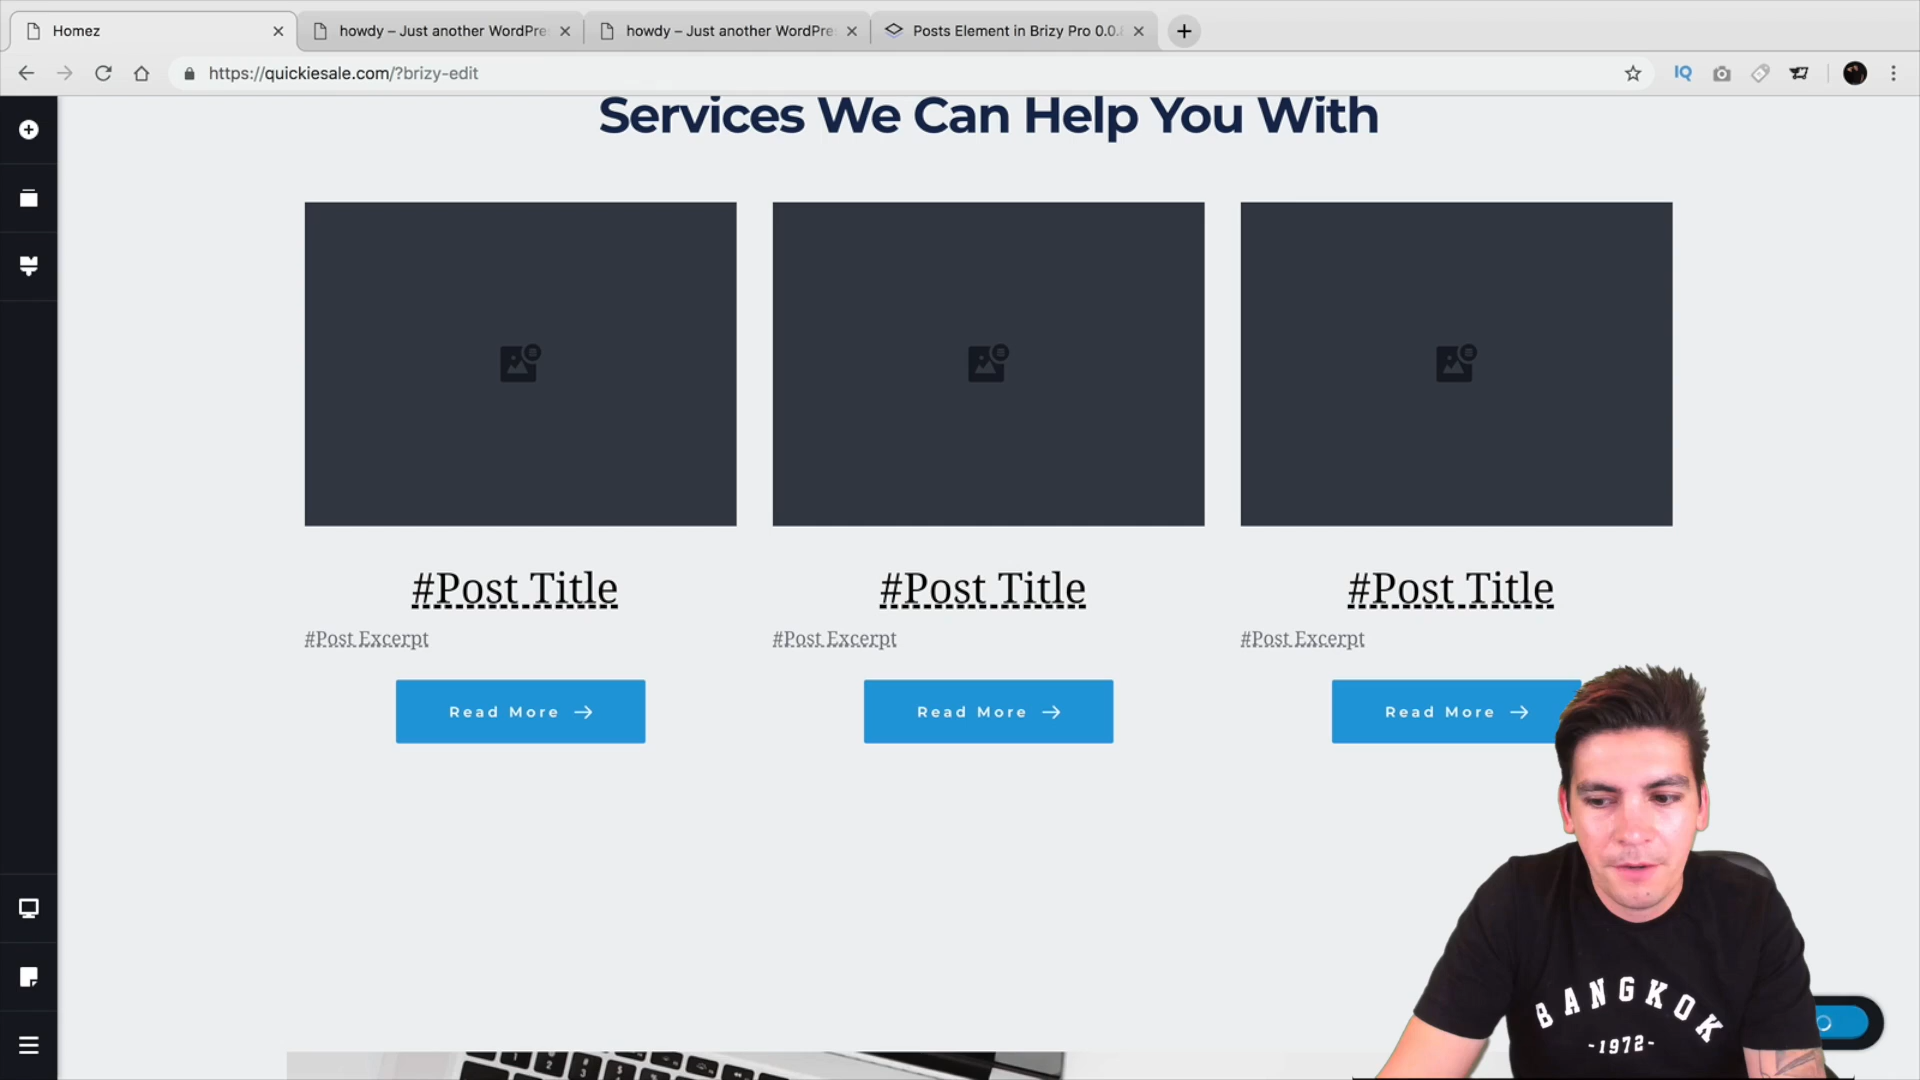 Homez
howdy – Just another WordPre
howdy – Just another WordPre
Posts Element in Brizy Pro 0.0.
https://quickiesale.com/?brizy-edit
IQ
Services We Can Help You With
#Post Title
#Post Title
#Post Title
#Post Excerpt
#Post Excerpt
#Post Excerpt
Read More
Read More
Read More
BANGKOK
-1972-